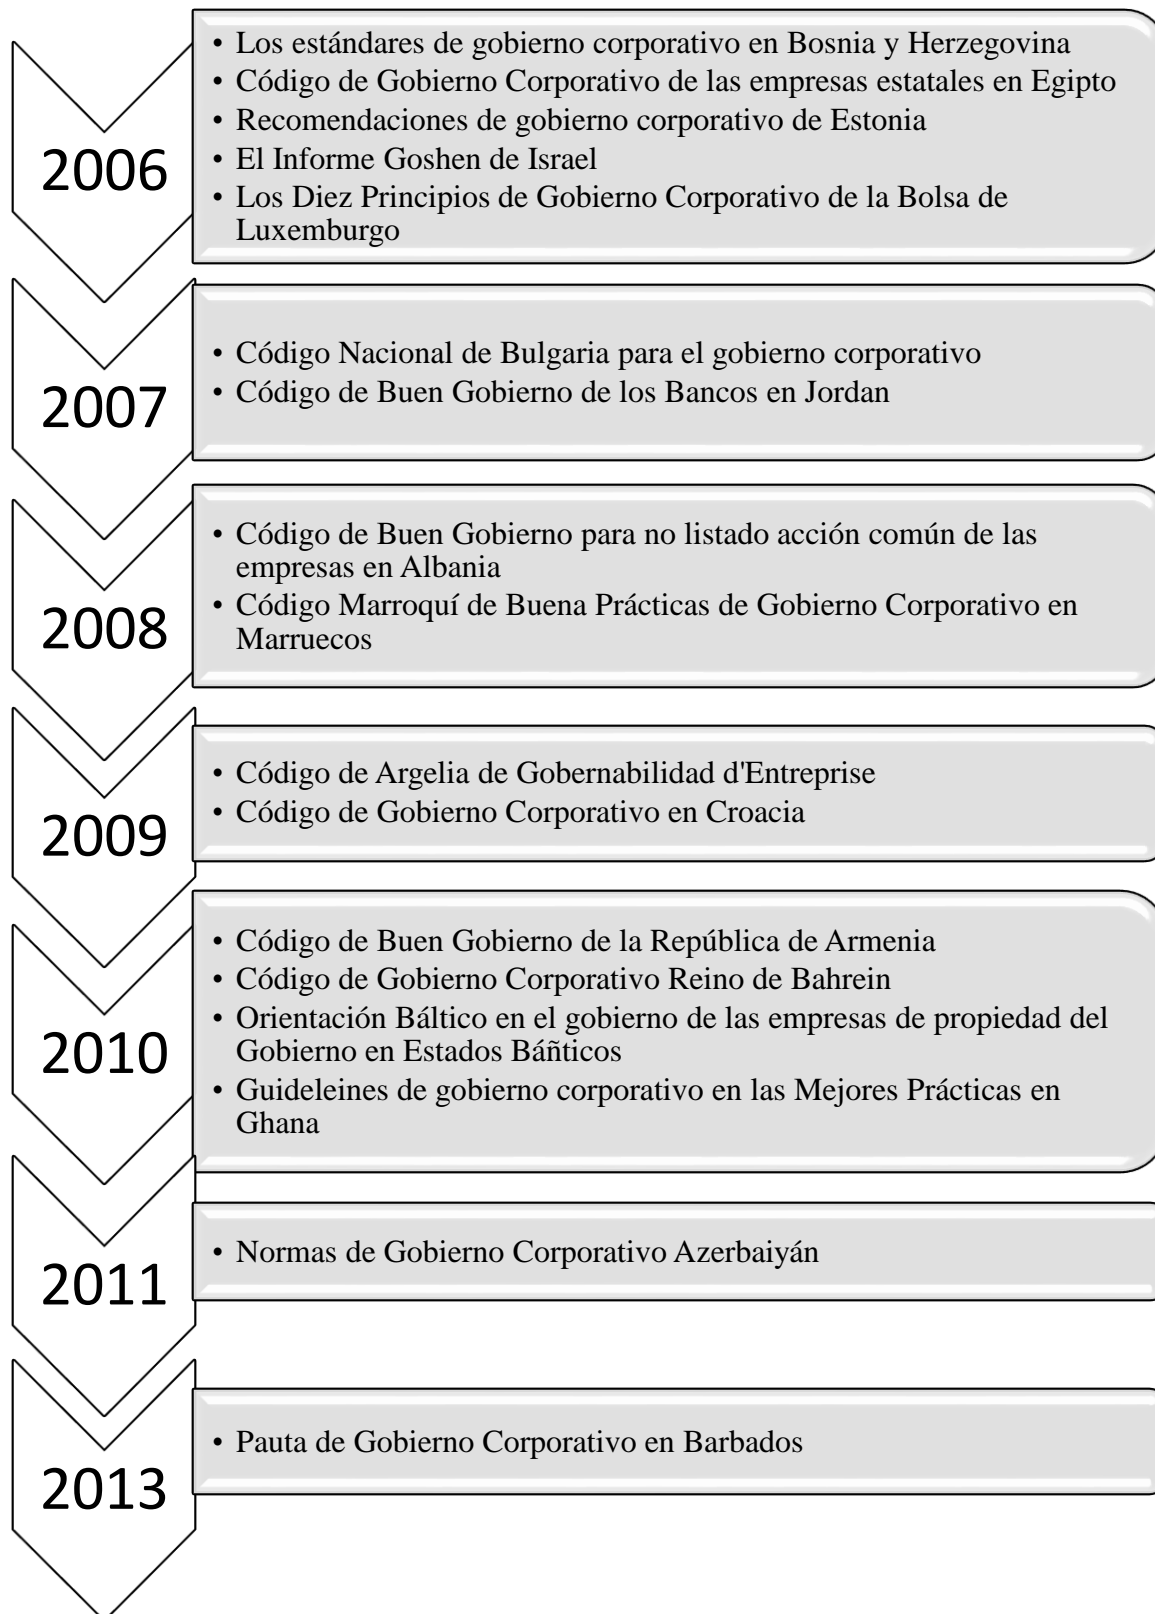 2006
• Los estándares de gobierno corporativo en Bosnia y Herzegovina
• Código de Gobierno Corporativo de las empresas estatales en Egipto
• Recomendaciones de gobierno corporativo de Estonia
• El Informe Goshen de Israel
• Los Diez Principios de Gobierno Corporativo de la Bolsa de
Luxemburgo
2007
• Código Nacional de Bulgaria para el gobierno corporativo
• Código de Buen Gobierno de los Bancos en Jordan
2008
• Código de Buen Gobierno para no listado acción común de las
empresas en Albania
• Código Marroquí de Buena Prácticas de Gobierno Corporativo en
Marruecos
2009
• Código de Argelia de Gobernabilidad d'Entreprise
• Código de Gobierno Corporativo en Croacia
2010
• Código de Buen Gobierno de la República de Armenia
• Código de Gobierno Corporativo Reino de Bahrein
• Orientación Báltico en el gobierno de las empresas de propiedad del
Gobierno en Estados Báñticos
• Guideleines de gobierno corporativo en las Mejores Prácticas en
Ghana
2011
• Normas de Gobierno Corporativo Azerbaiyán
2013
• Pauta de Gobierno Corporativo en Barbados